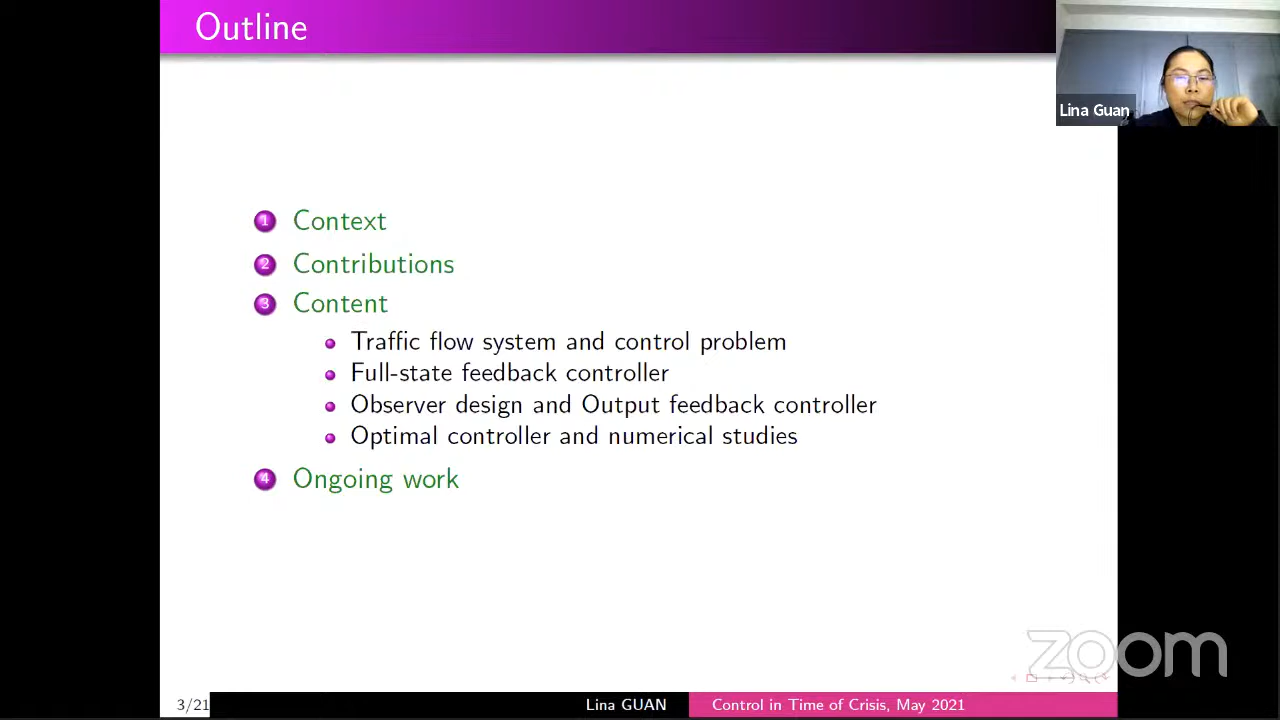 Outline
Lina Guan
1 Context
2 Contributions
3 Content
Traffic flow system and control problem
Full-state feedback controller
Observer design and Output feedback controller
Optimal controller and numerical studies
4 Ongoing work
zoom
3/21 Lina GUAN Control in Time of Crisis, May 2021